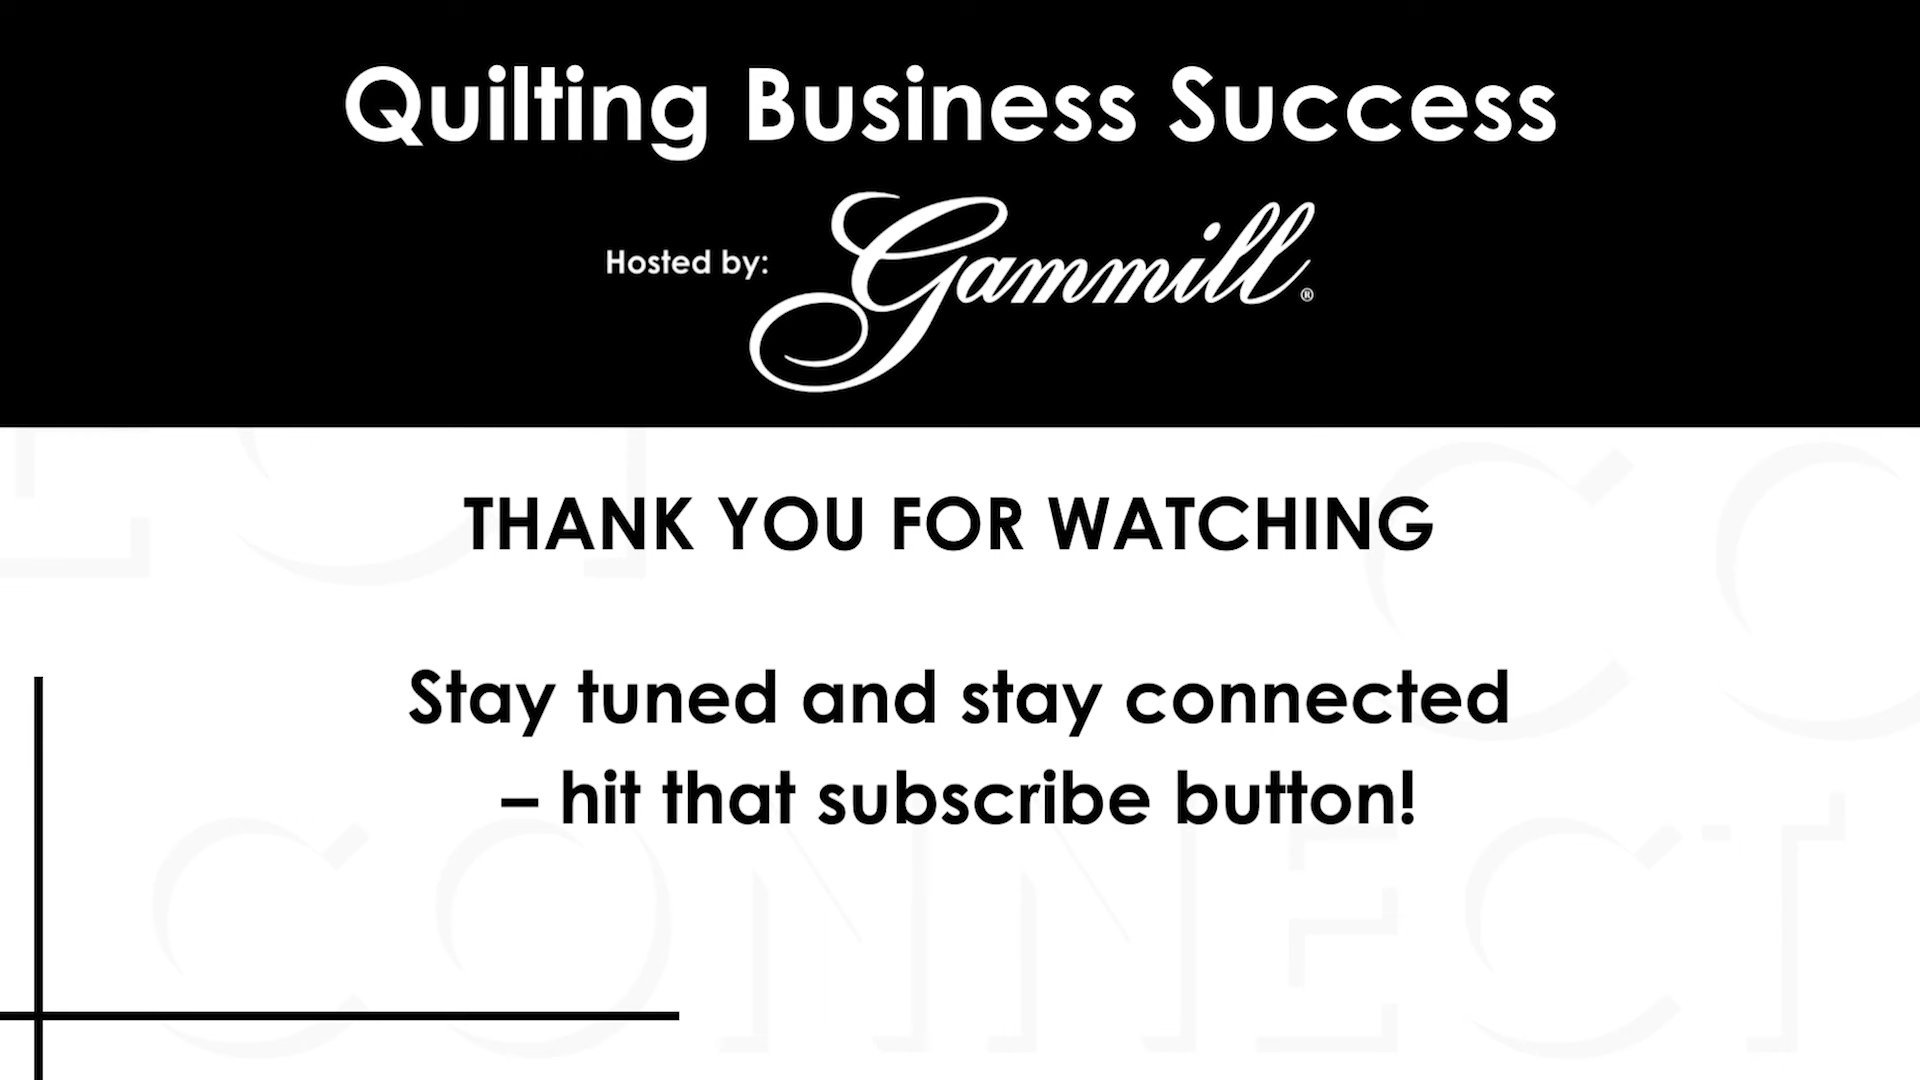 Quilting Business Success
Hosted by: Gammill®
THANK YOU FOR WATCHING
Stay tuned and stay connected
– hit that subscribe button!
CONNECT